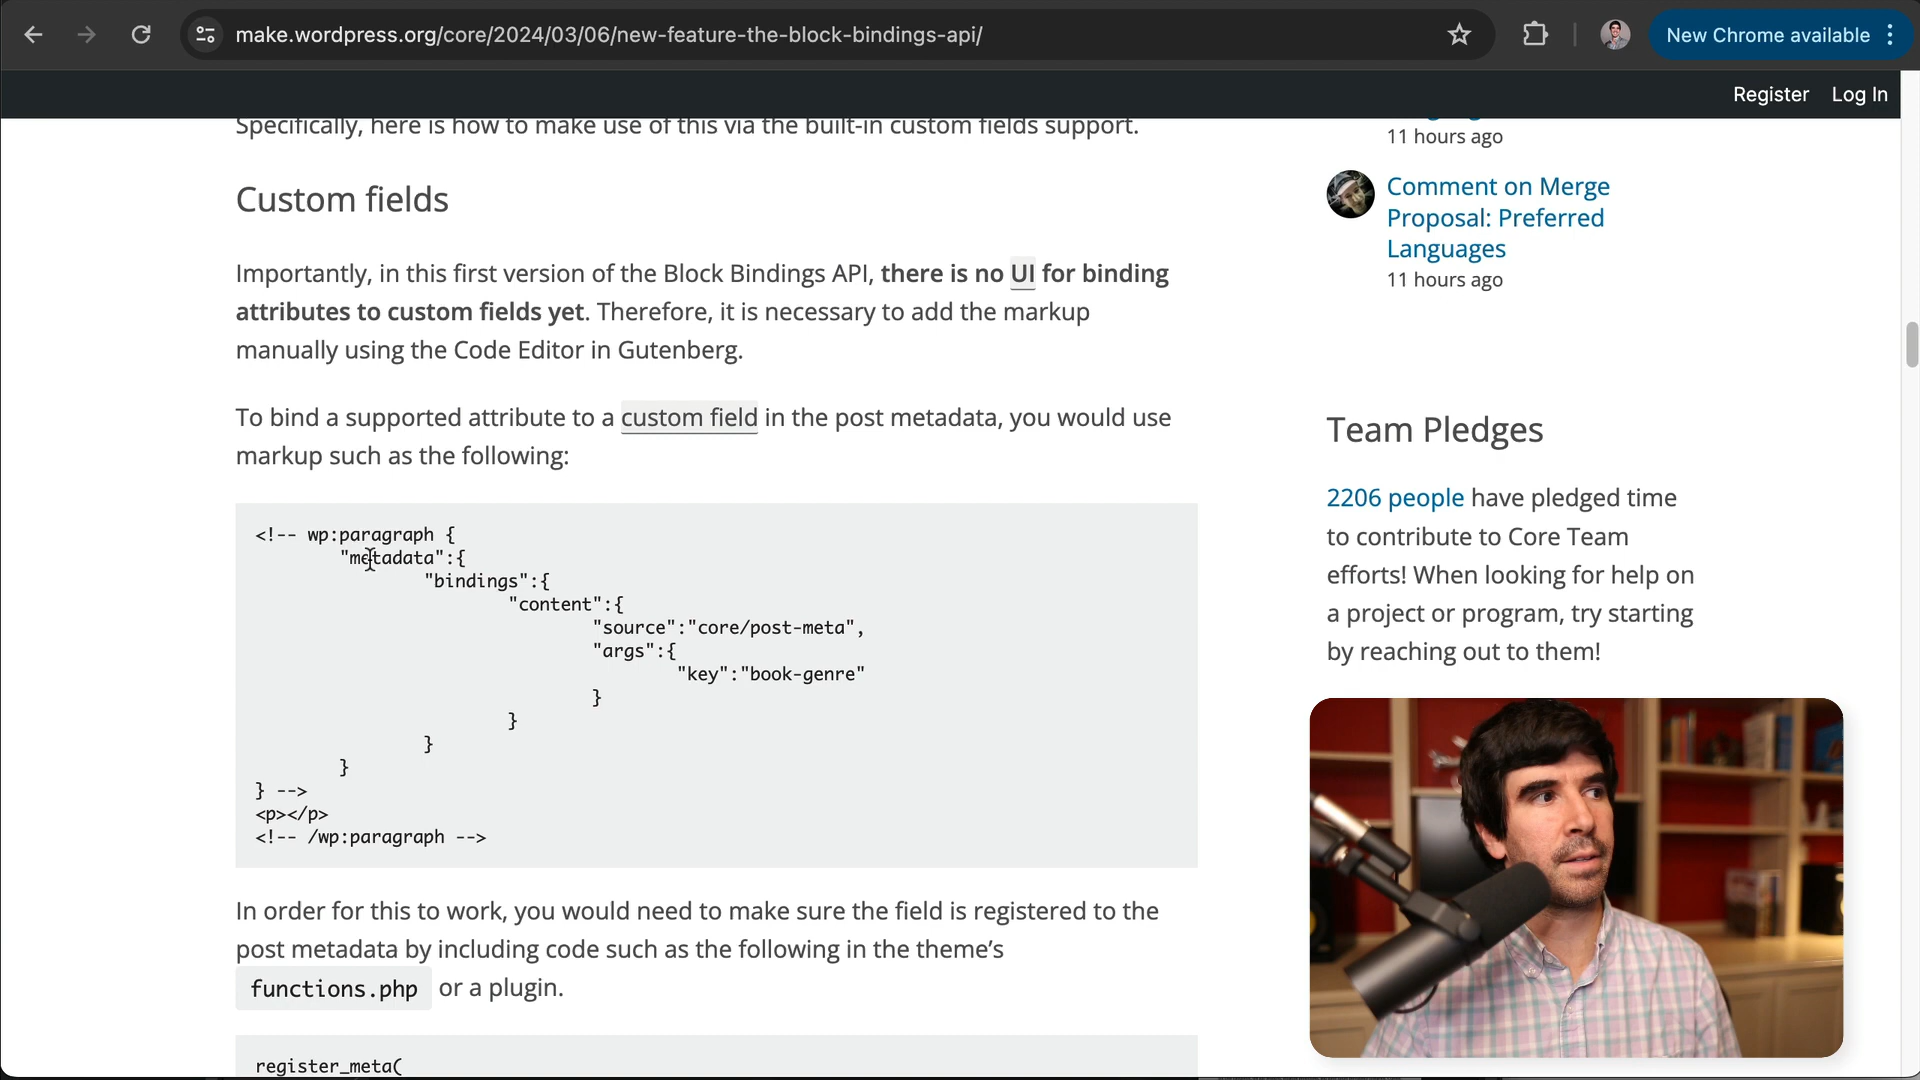 make.wordpress.org/core/2024/03/06/new-feature-the-block-bindings-api/
New Chrome available
Register Log In
Specifically, here is how to make use of this via the built-in custom fields support.
Custom fields
Importantly, in this first version of the Block Bindings API, there is no UI for binding
attributes to custom fields yet. Therefore, it is necessary to add the markup
manually using the Code Editor in Gutenberg.
To bind a supported attribute to a custom field in the post metadata, you would use
markup such as the following:
<!-- wp:paragraph {
"metadata":{
"bindings":{
"content":{
"source":"core/post-meta",
"args":{
"key":"book-genre"
}
}
}
}
} -->
<p></p>
<!-- /wp:paragraph -->
In order for this to work, you would need to make sure the field is registered to the
post metadata by including code such as the following in the theme’s
functions.php or a plugin.
register_meta(
11 hours ago
Comment on Merge
Proposal: Preferred
Languages
11 hours ago
Team Pledges
2206 people have pledged time
to contribute to Core Team
efforts! When looking for help on
a project or program, try starting
by reaching out to them!